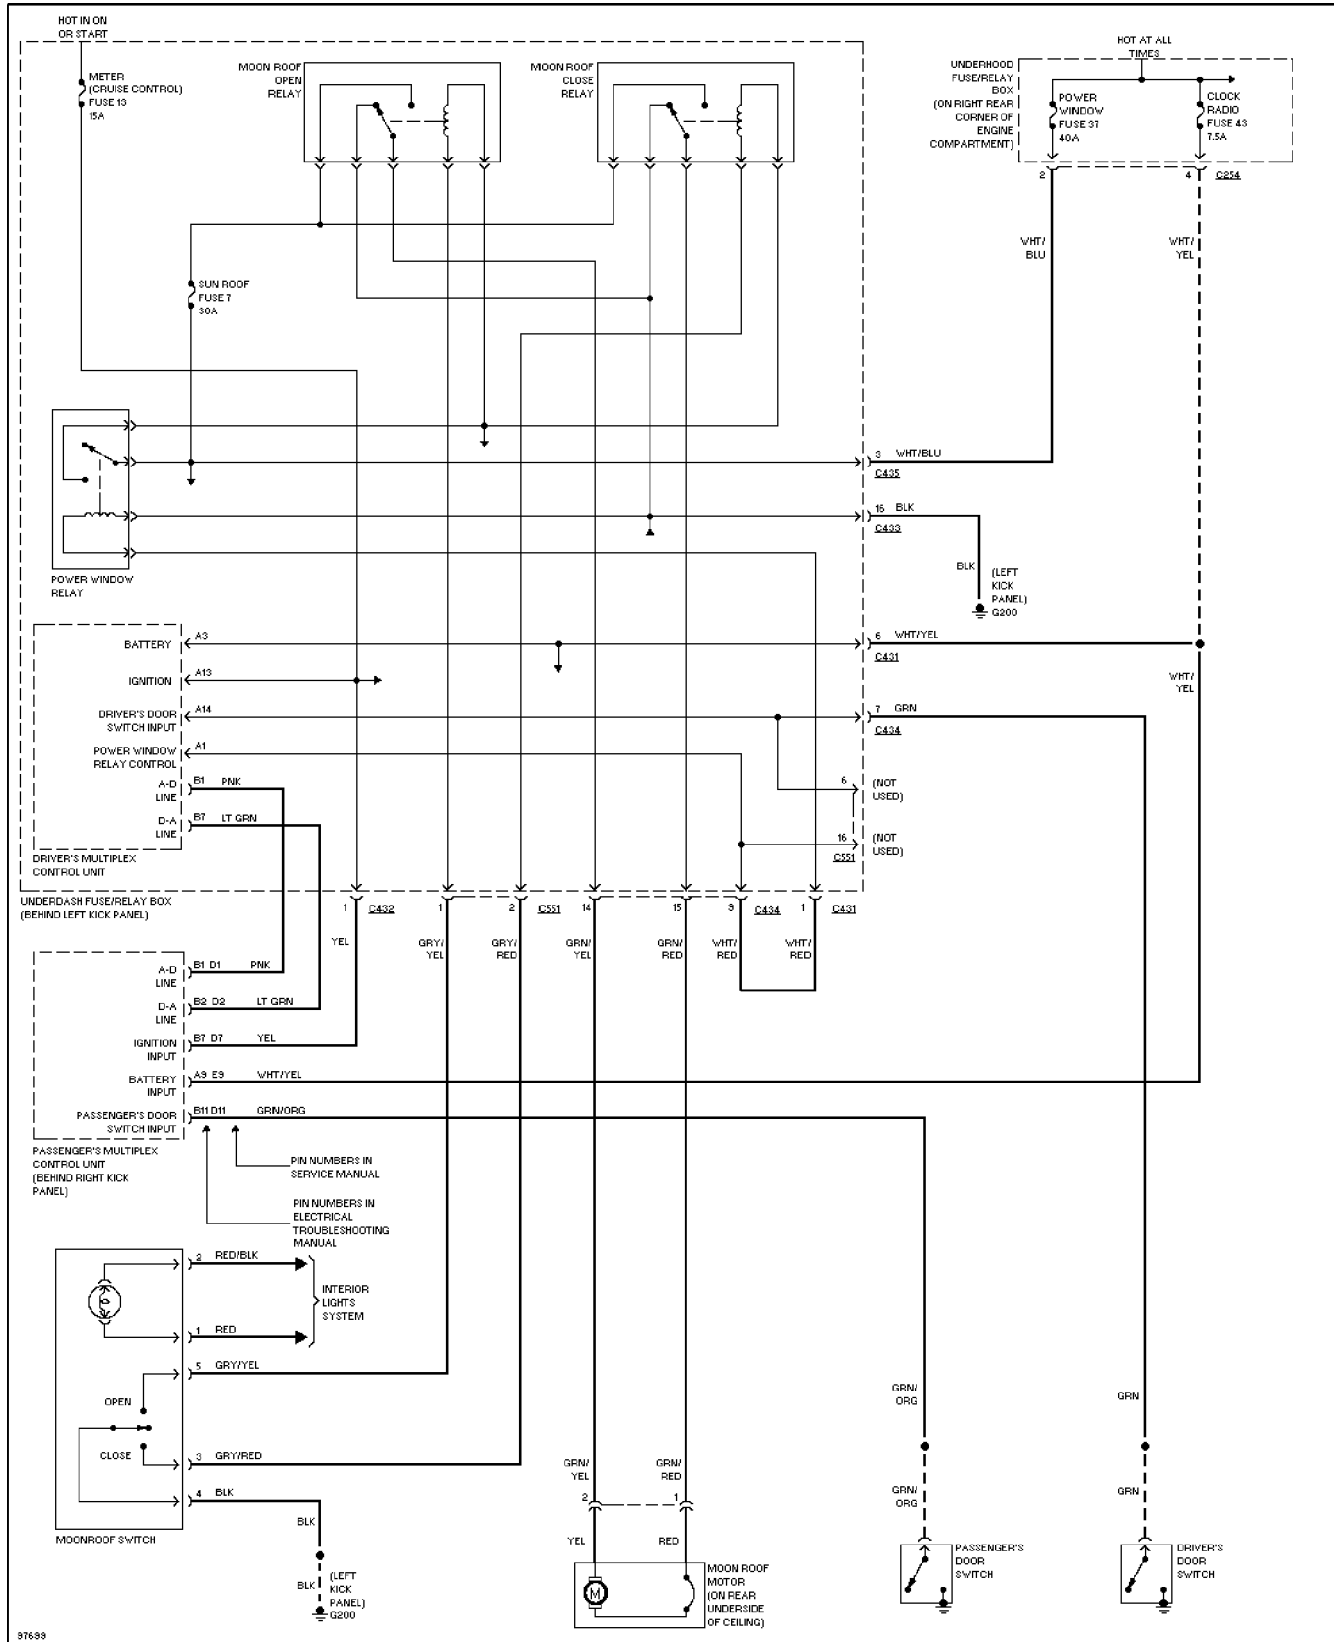 HOT IN ON
OR START
METER
(CRUISE CONTROL)
FUSE 13
15A
MOON ROOF
OPEN
RELAY
MOON ROOF
CLOSE
RELAY
HOT AT ALL
TIMES
UNDERHOOD
FUSE/RELAY
BOX
(ON RIGHT REAR
CORNER OF
ENGINE
COMPARTMENT)
POWER
WINDOW
FUSE 37
40A
CLOCK
RADIO
FUSE 43
7.5A
2
4
C254
WHT/
BLU
WHT/
YEL
SUN ROOF
FUSE 7
30A
3 WHT/BLU
C435
16 BLK
C433
BLK
(LEFT
KICK
PANEL)
G200
POWER WINDOW
RELAY
BATTERY
A3
6 WHT/YEL
C431
IGNITION
A13
WHT/
YEL
DRIVER'S DOOR
SWITCH INPUT
A14
7 GRN
C434
POWER WINDOW
RELAY CONTROL
A1
A-D
LINE
B1 PNK
6
(NOT
USED)
D-A
LINE
B7 LT GRN
16
(NOT
USED)
C551
DRIVER'S MULTIPLEX
CONTROL UNIT
UNDERDASH FUSE/RELAY BOX
(BEHIND LEFT KICK PANEL)
1 C432
1
2 C551
14
15
9 C434
1 C431
YEL
GRY/
YEL
GRY/
RED
GRN/
YEL
GRN/
RED
WHT/
RED
WHT/
RED
A-D
LINE
B1 D1 PNK
D-A
LINE
B2 D2 LT GRN
IGNITION
INPUT
B7 D7 YEL
BATTERY
INPUT
A9 E9 WHT/YEL
PASSENGER'S DOOR
SWITCH INPUT
B11 D11 GRN/ORG
PASSENGER'S MULTIPLEX
CONTROL UNIT
(BEHIND RIGHT KICK
PANEL)
PIN NUMBERS IN
SERVICE MANUAL
PIN NUMBERS IN
ELECTRICAL
TROUBLESHOOTING
MANUAL
2 RED/BLK
INTERIOR
LIGHTS
SYSTEM
1 RED
5 GRY/YEL
OPEN
CLOSE
3 GRY/RED
4 BLK
MOONROOF SWITCH
BLK
BLK
(LEFT
KICK
PANEL)
G200
GRN/
YEL
GRN/
RED
2
1
YEL
RED
M
MOON ROOF
MOTOR
(ON REAR
UNDERSIDE
OF CEILING)
GRN/
ORG
GRN/
ORG
PASSENGER'S
DOOR
SWITCH
GRN
GRN
DRIVER'S
DOOR
SWITCH
97699